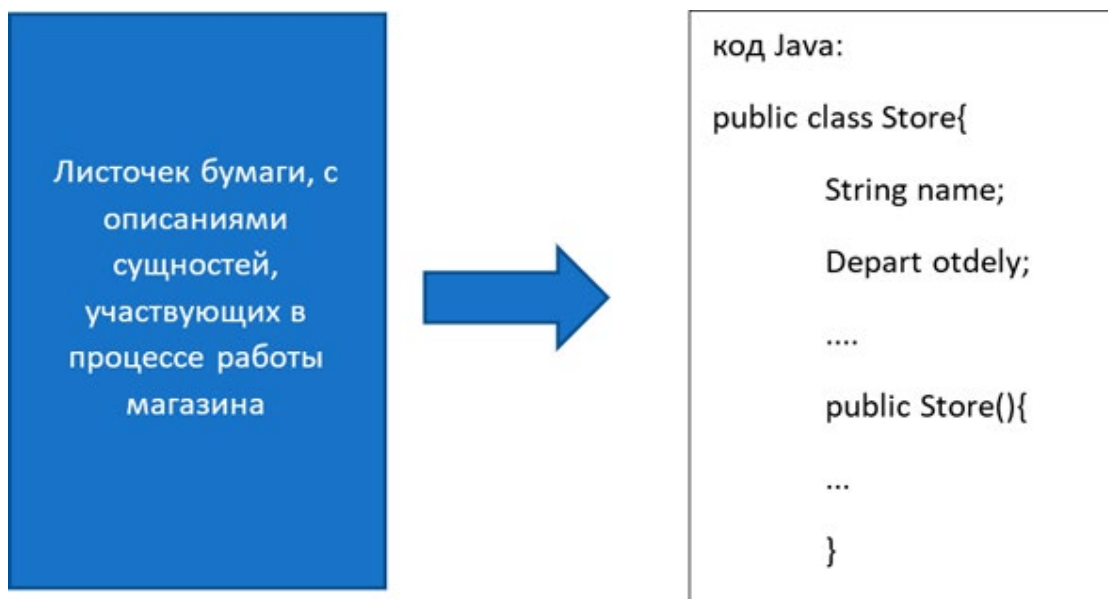 Листочек бумаги, с
описаниями
сущностей,
участвующих в
процессе работы
магазина
код Java:
public class Store{
String name;
Depart otdely;
....
public Store(){
...
}